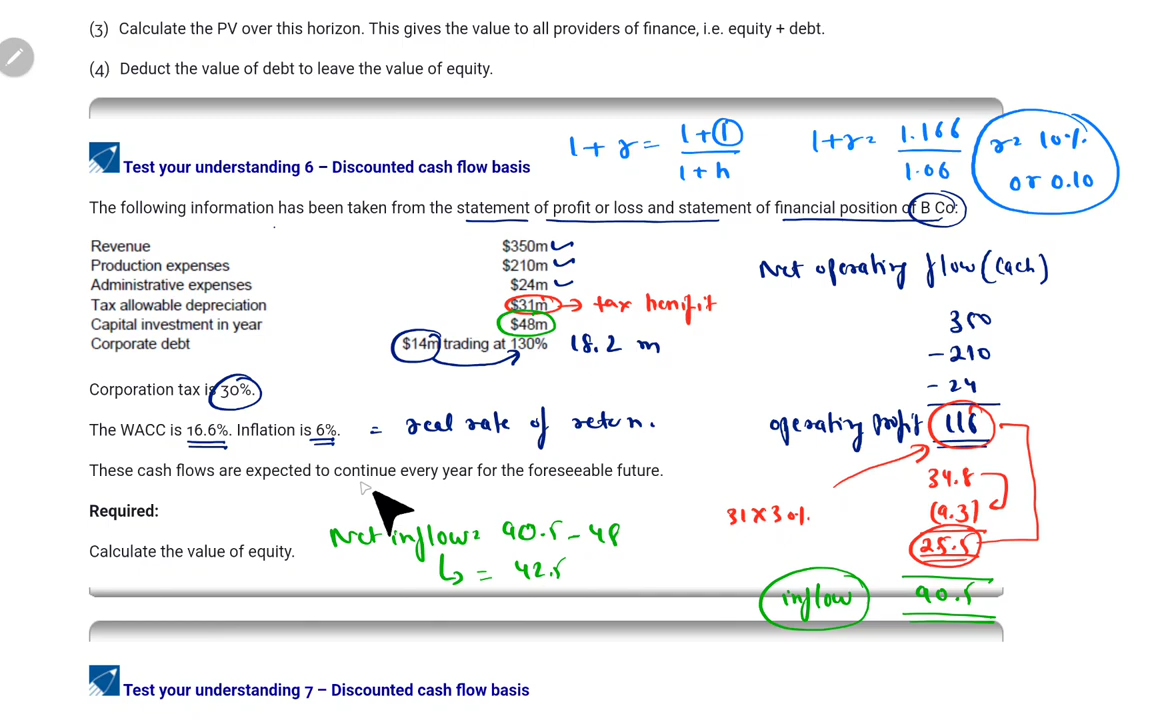 (3) Calculate the PV over this horizon. This gives the value to all providers of finance, i.e. equity + debt.
(4) Deduct the value of debt to leave the value of equity.
1 + r = 1+i / 1+h
1+r = 1.166 / 1.06
r = 10%
or 0.10
Test your understanding 6 – Discounted cash flow basis
The following information has been taken from the statement of profit or loss and statement of financial position of B Co:
Revenue $350m
Production expenses $210m
Administrative expenses $24m
Tax allowable depreciation $31m → tax benifit
Capital investment in year $48m
Corporate debt $14m trading at 130% 18.2 m
Net operating flow (cach)
350
- 210
- 24
operating profit 116
Corporation tax is 30%.
The WACC is 16.6%. Inflation is 6%. = real rate of return.
These cash flows are expected to continue every year for the foreseeable future.
34.8
31 x 30%. (9.3)
25.5
Required:
Net inflow = 90.5 - 48
Calculate the value of equity.
= 42.5
inflow 90.5
Test your understanding 7 – Discounted cash flow basis